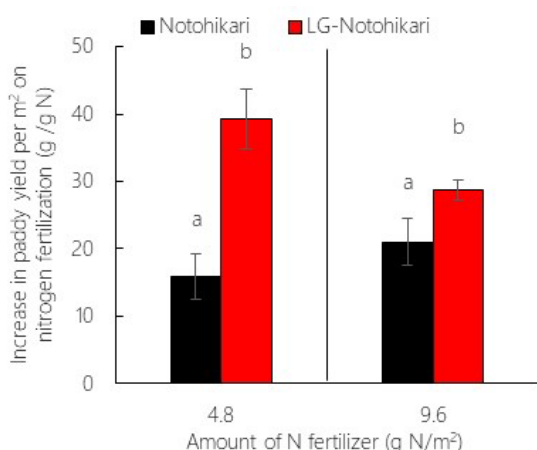 Notohikari LG-Notohikari
Increase in paddy yield per m² on
nitrogen fertilization (g /g N)
50
40
30
20
10
0
a
b
a
b
4.8 9.6
Amount of N fertilizer (g N/m²)